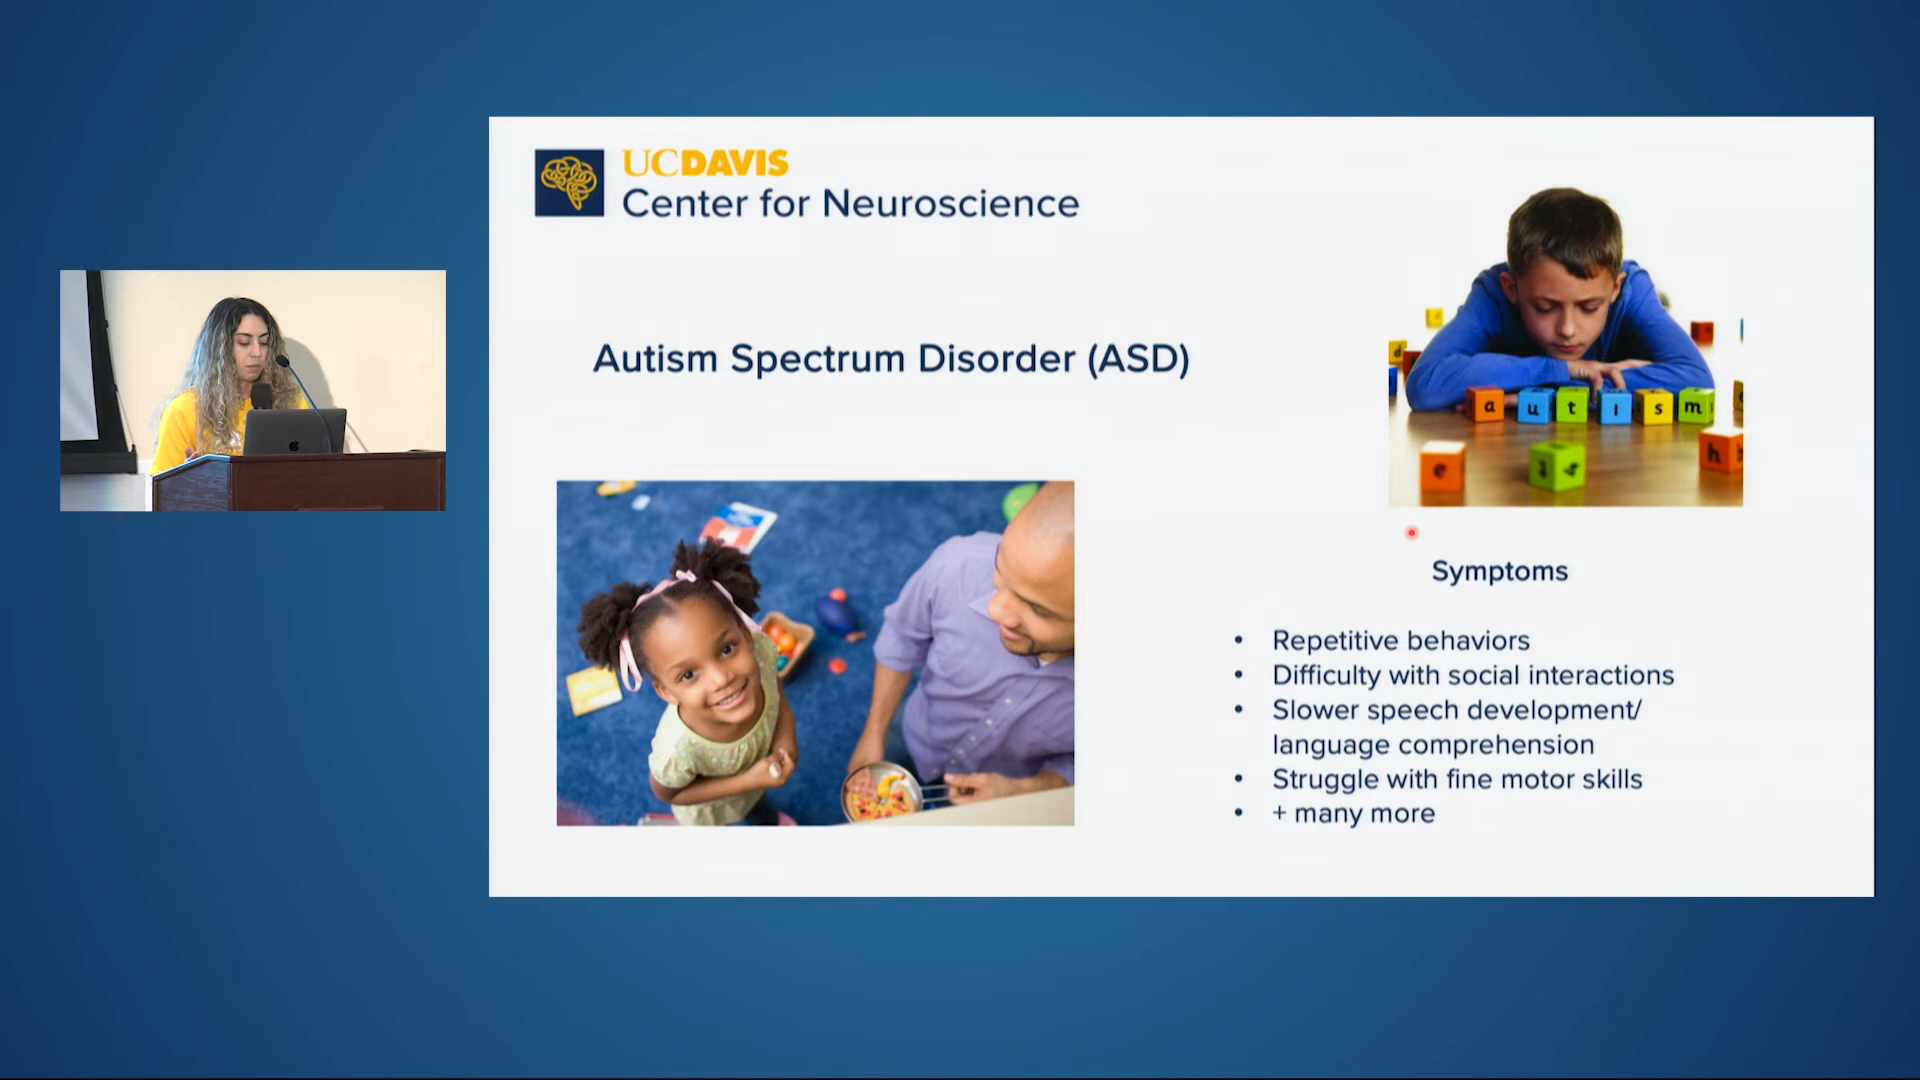 UCDAVIS
Center for Neuroscience
Autism Spectrum Disorder (ASD)
a u t i s m
e
h
Symptoms
• Repetitive behaviors
• Difficulty with social interactions
• Slower speech development/
language comprehension
• Struggle with fine motor skills
• + many more